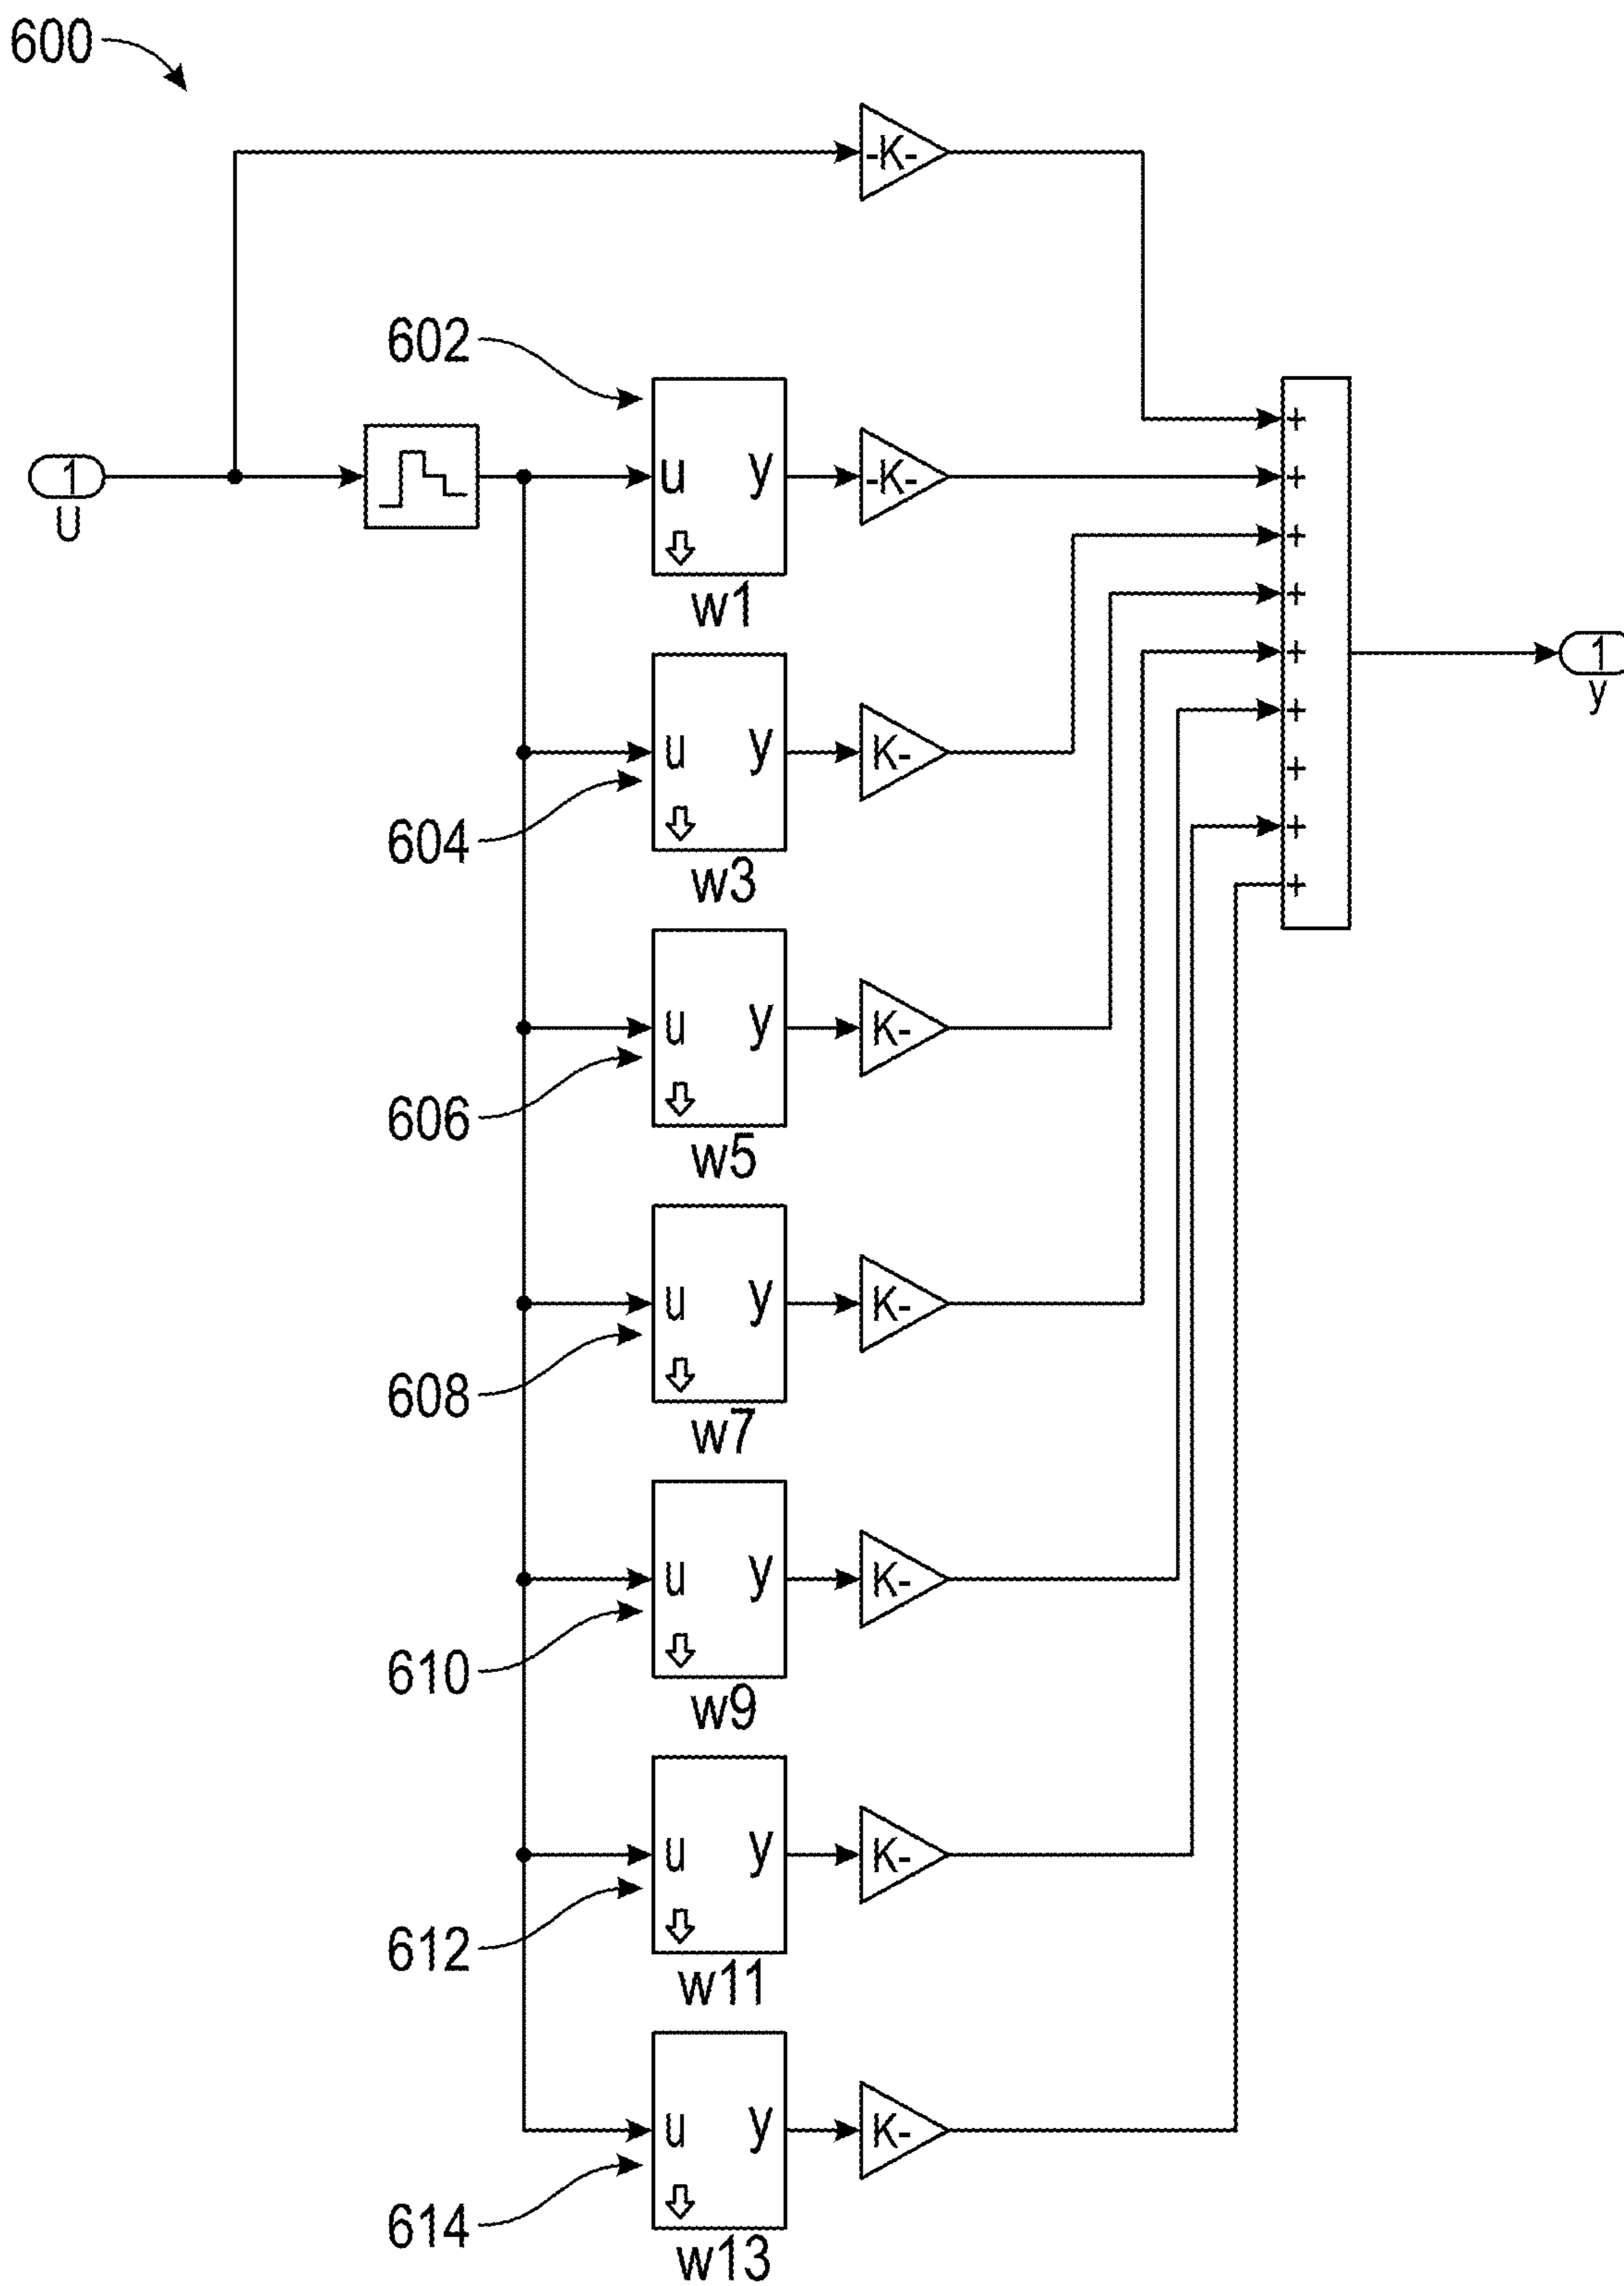 600
-K-
602
1
U
u y
-K-
w1
+
+
+
+
+
+
+
+
+
1
y
u y
K-
604
w3
u y
K-
606
w5
u y
K-
608
w7
u y
K-
610
w9
u y
K-
612
w11
u y
K-
614
w13